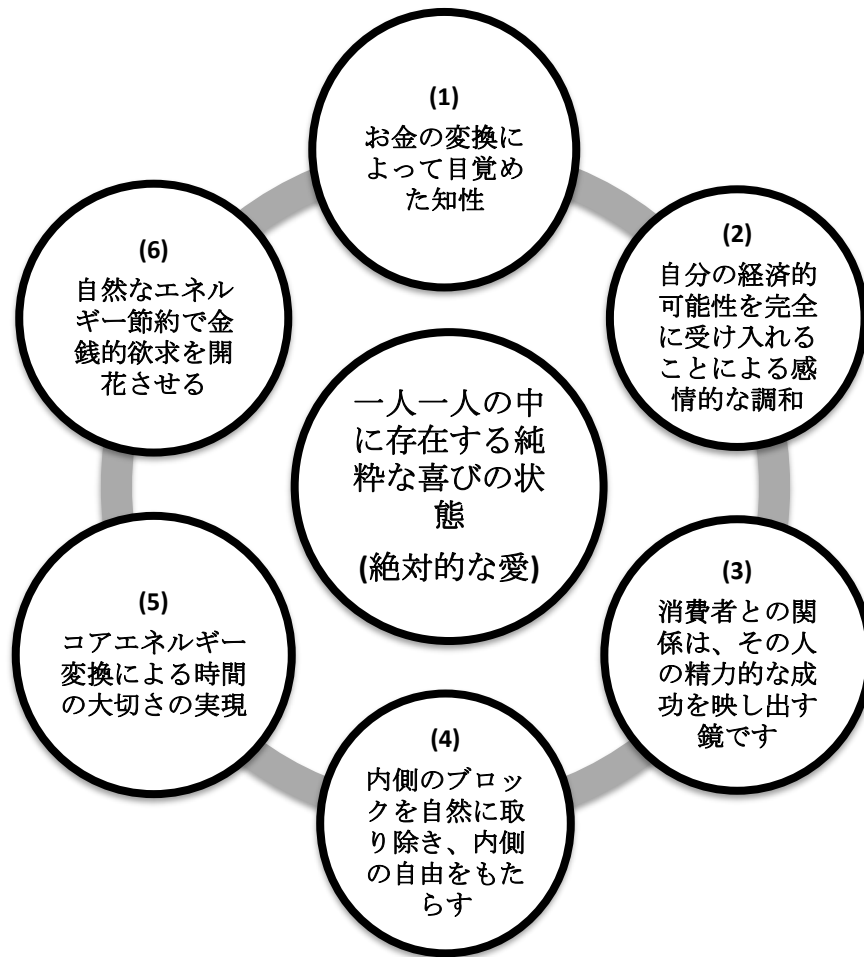 (1)
お金の変換に
よって目覚め
た知性
(2)
自分の経済的
可能性を完全
に受け入れる
ことによる感
情的な調和
(3)
消費者との関
係は、その人
の精力的な成
功を映し出す
鏡です
(4)
内側のブロッ
クを自然に取
り除き、内側
の自由をもた
らす
(5)
コアエネルギー
変換による時間
の大切さの実現
(6)
自然なエネル
ギー節約で金
銭的欲求を開
花させる
一人一人の中
に存在する純
粋な喜びの状
態
(絶対的な愛)